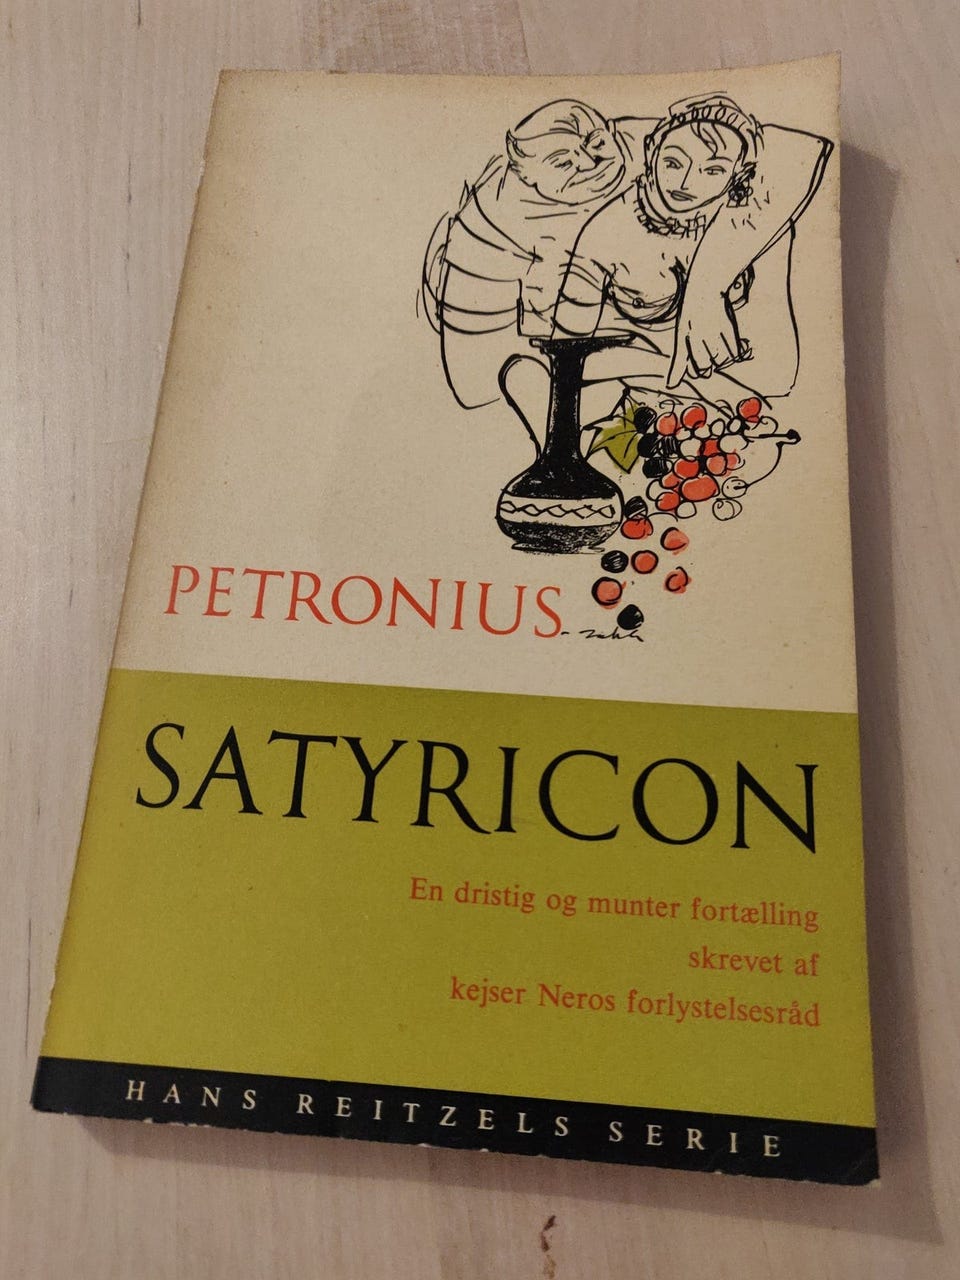 PETRONIUS
SATYRICON
En dristig og munter fortælling
skrevet af
kejser Neros forlystelsesråd
HANS REITZELS SERIE